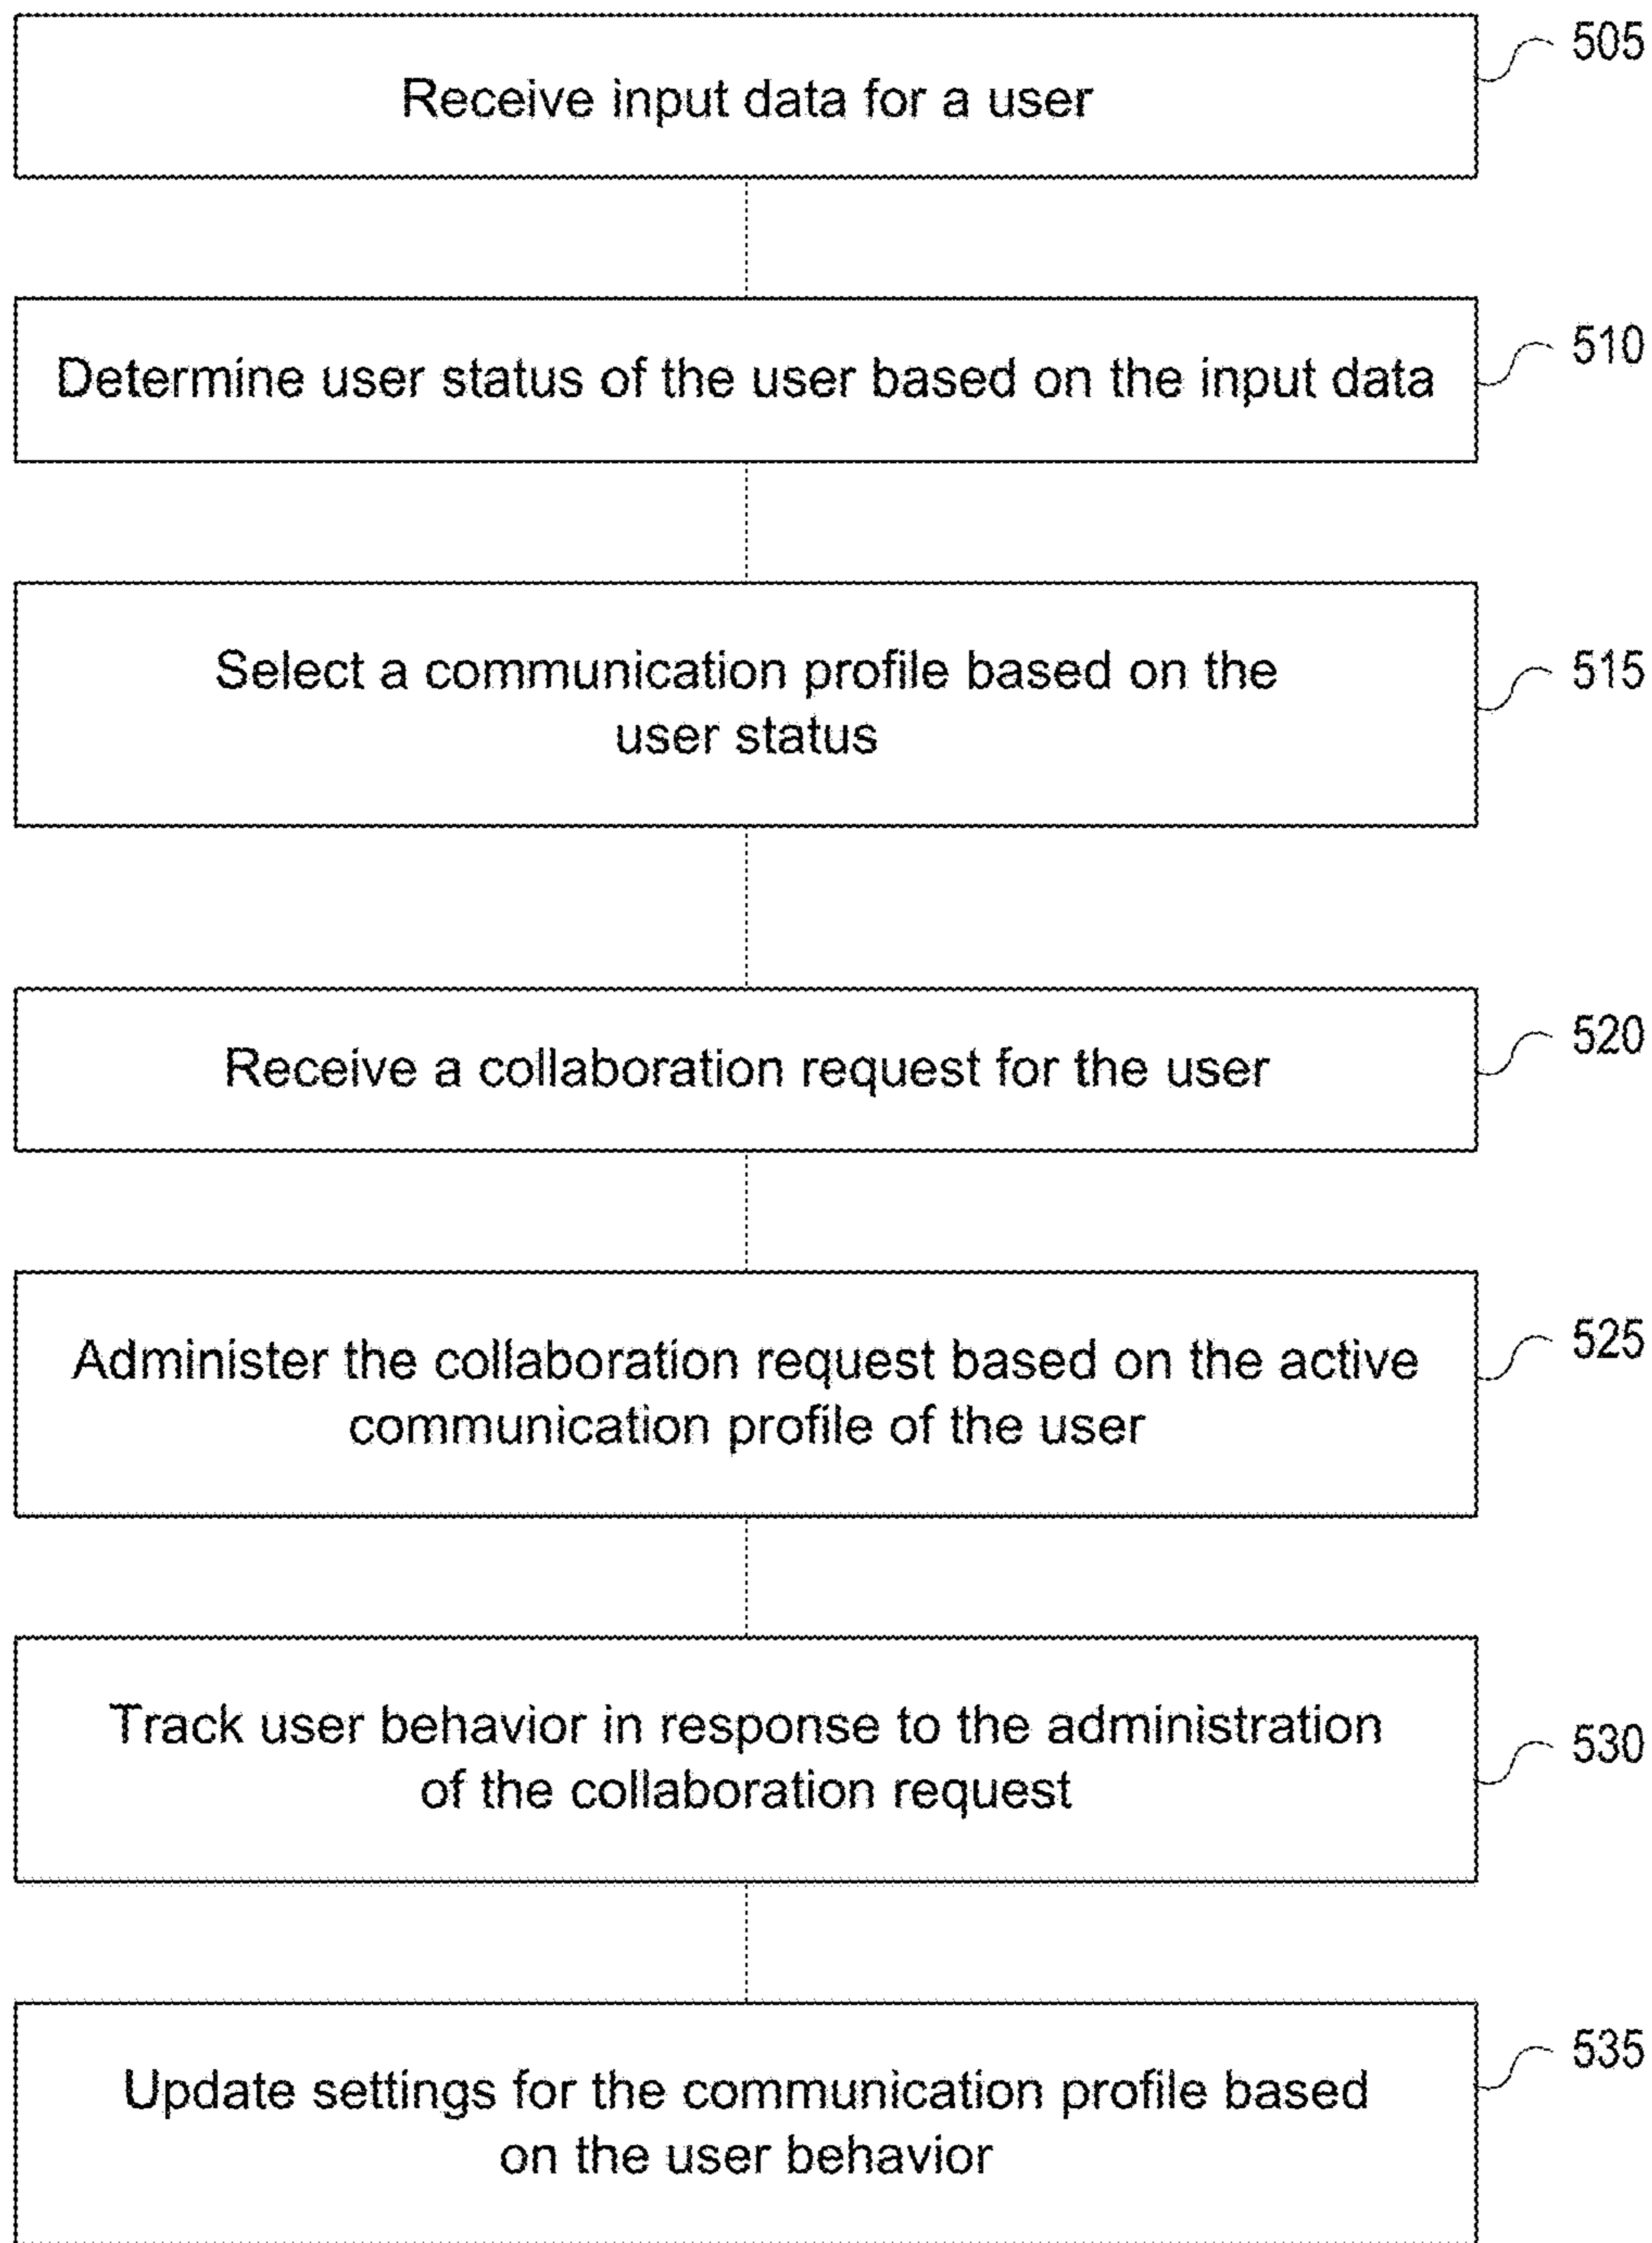 505
Receive input data for a user
510
Determine user status of the user based on the input data
515
Select a communication profile based on the
user status
520
Receive a collaboration request for the user
525
Administer the collaboration request based on the active
communication profile of the user
530
Track user behavior in response to the administration
of the collaboration request
535
Update settings for the communication profile based
on the user behavior